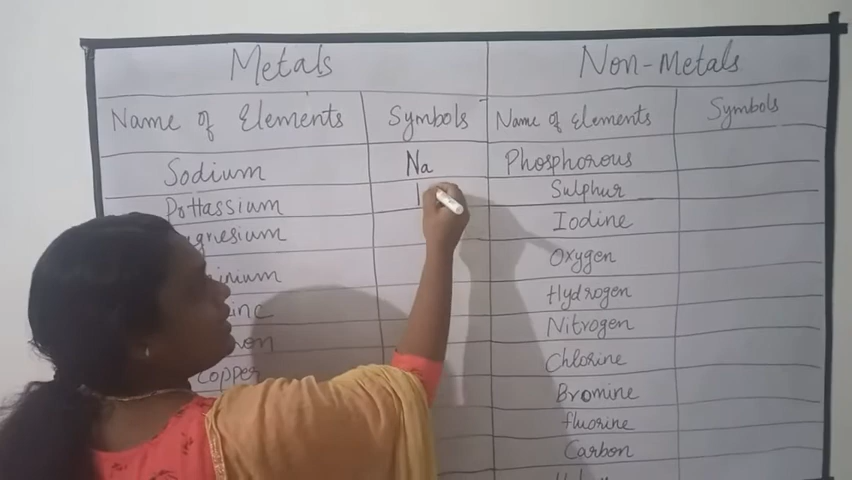 Metals Non-Metals
Name of Elements Symbols Name of Elements Symbols
Sodium Na Phosphorous
Pottassium Sulphur
Iodine
Oxygen
Hydrogen
Nitrogen
Copper Chlorine
Bromine
fluorine
Carbon